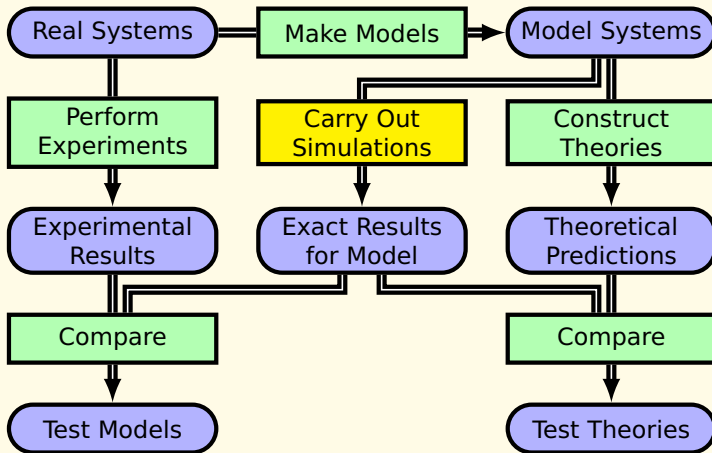 Real Systems
Make Models
Model Systems
Perform
Experiments
Carry Out
Simulations
Construct
Theories
Experimental
Results
Exact Results
for Model
Theoretical
Predictions
Compare
Compare
Test Models
Test Theories